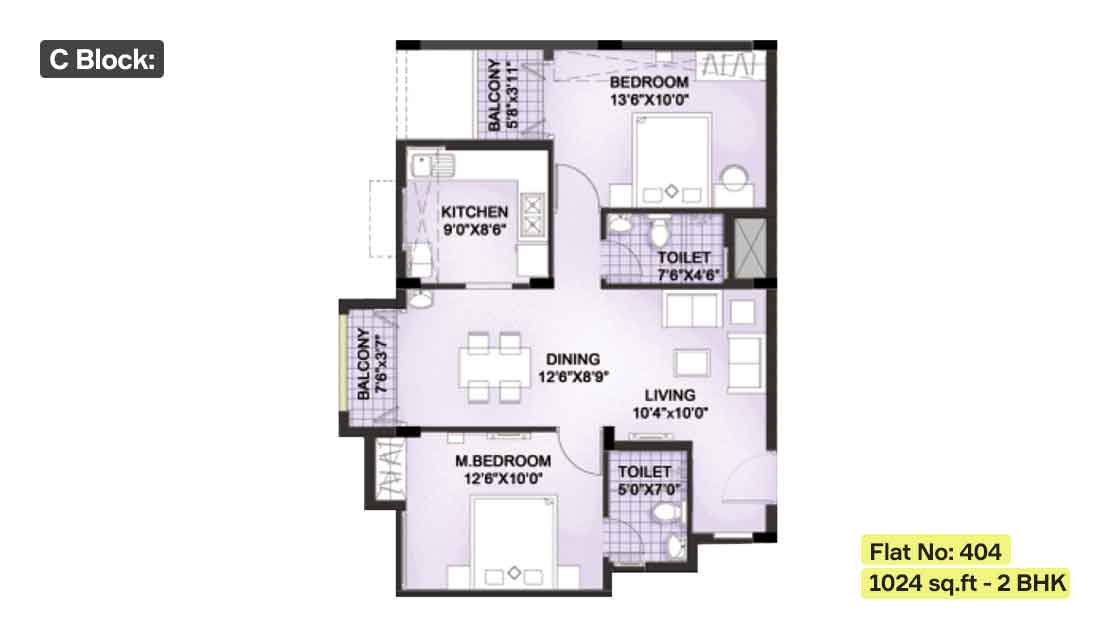 C Block:
BALCONY
5'8"x3'11"
BEDROOM
13'6"X10'0"
KITCHEN
9'0"X8'6"
TOILET
7'6"X4'6"
BALCONY
7'6"x3'7"
DINING
12'6"X8'9"
LIVING
10'4"x10'0"
M.BEDROOM
12'6"X10'0"
TOILET
5'0"X7'0"
Flat No: 404
1024 sq.ft - 2 BHK